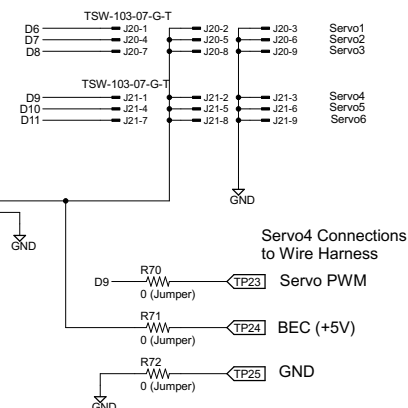 TSW-103-07-G-T
D6 J20-1 J20-2 J20-3 Servo1
D7 J20-4 J20-5 J20-6 Servo2
D8 J20-7 J20-8 J20-9 Servo3
TSW-103-07-G-T
D9 J21-1 J21-2 J21-3 Servo4
D10 J21-4 J21-5 J21-6 Servo5
D11 J21-7 J21-8 J21-9 Servo6
GND
GND
Servo4 Connections
to Wire Harness
R70
D9 TP23 Servo PWM
0 (Jumper)
R71
TP24 BEC (+5V)
0 (Jumper)
R72
TP25 GND
0 (Jumper)
GND